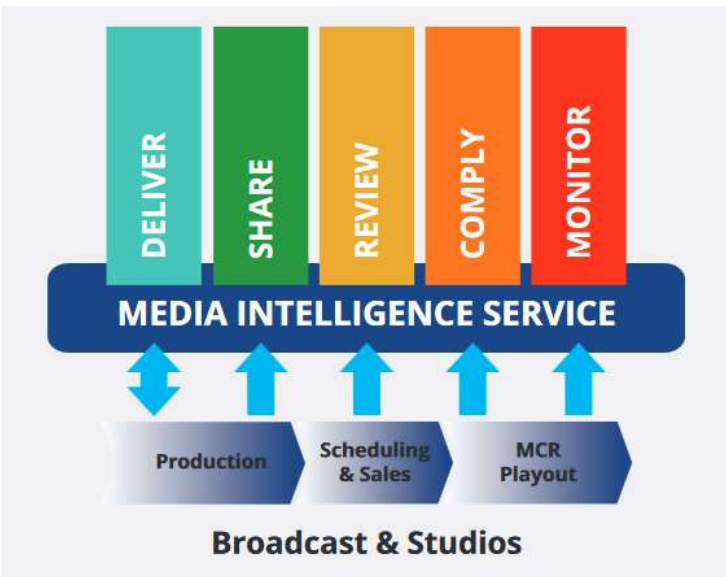 DELIVER
SHARE
REVIEW
COMPLY
MONITOR
MEDIA INTELLIGENCE SERVICE
Production
Scheduling
& Sales
MCR
Playout
Broadcast & Studios